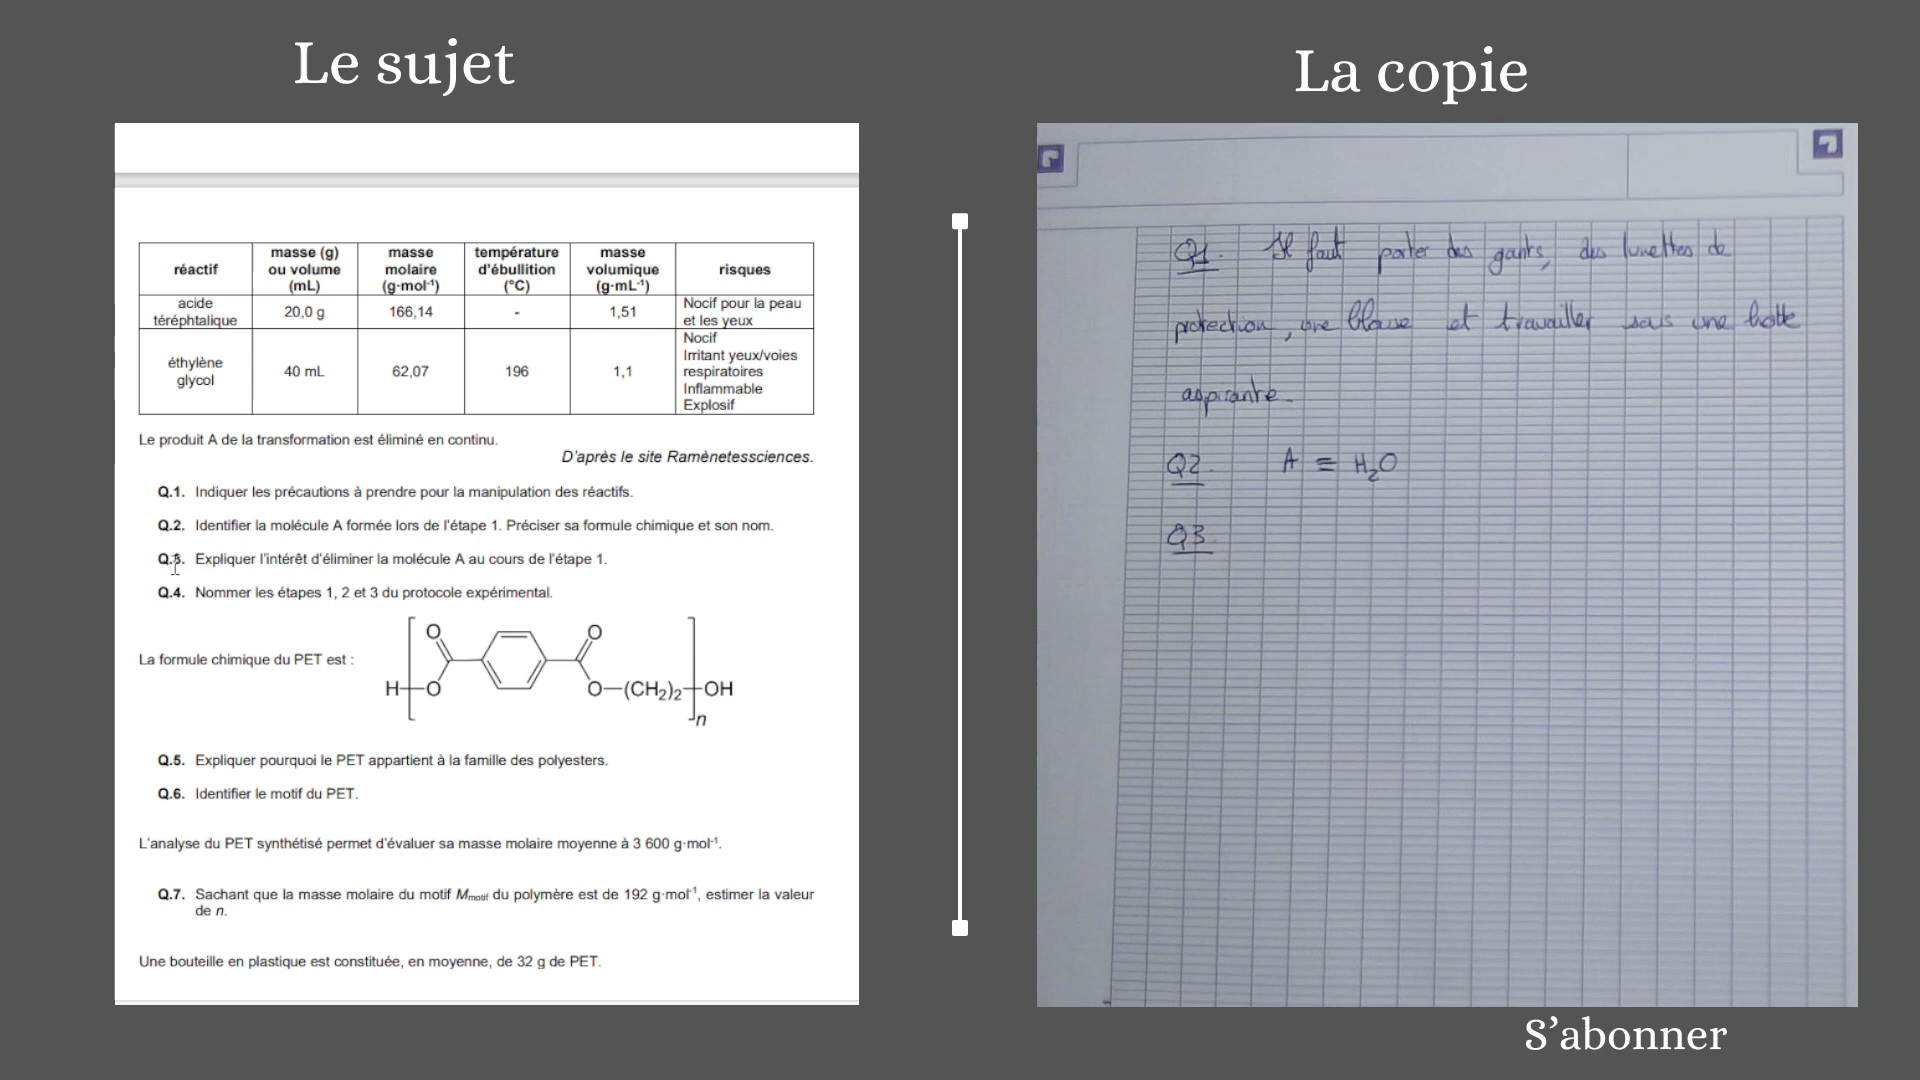 Le sujet
réactif | masse (g) ou volume (mL) | masse molaire (g·mol⁻¹) | température d'ébullition (°C) | masse volumique (g·mL⁻¹) | risques
acide téréphtalique | 20,0 g | 166,14 | - | 1,51 | Nocif pour la peau et les yeux
éthylène glycol | 40 mL | 62,07 | 196 | 1,1 | Nocif Irritant yeux/voies respiratoires Inflammable Explosif
Le produit A de la transformation est éliminé en continu.
D'après le site Ramènetessciences.
Q.1. Indiquer les précautions à prendre pour la manipulation des réactifs.
Q.2. Identifier la molécule A formée lors de l'étape 1. Préciser sa formule chimique et son nom.
Q.3. Expliquer l'intérêt d'éliminer la molécule A au cours de l'étape 1.
Q.4. Nommer les étapes 1, 2 et 3 du protocole expérimental.
O O
La formule chimique du PET est :
H O O—(CH₂)₂ OH
n
Q.5. Expliquer pourquoi le PET appartient à la famille des polyesters.
Q.6. Identifier le motif du PET.
L'analyse du PET synthétisé permet d'évaluer sa masse molaire moyenne à 3 600 g·mol⁻¹.
Q.7. Sachant que la masse molaire du motif Mmotif du polymère est de 192 g·mol⁻¹, estimer la valeur
de n.
Une bouteille en plastique est constituée, en moyenne, de 32 g de PET.
La copie
Q1. Il faut porter des gants, des lunettes de
protection, une blouse et travailler sous une hotte
aspirante.
Q2. A ≡ H₂O
Q3.
S'abonner